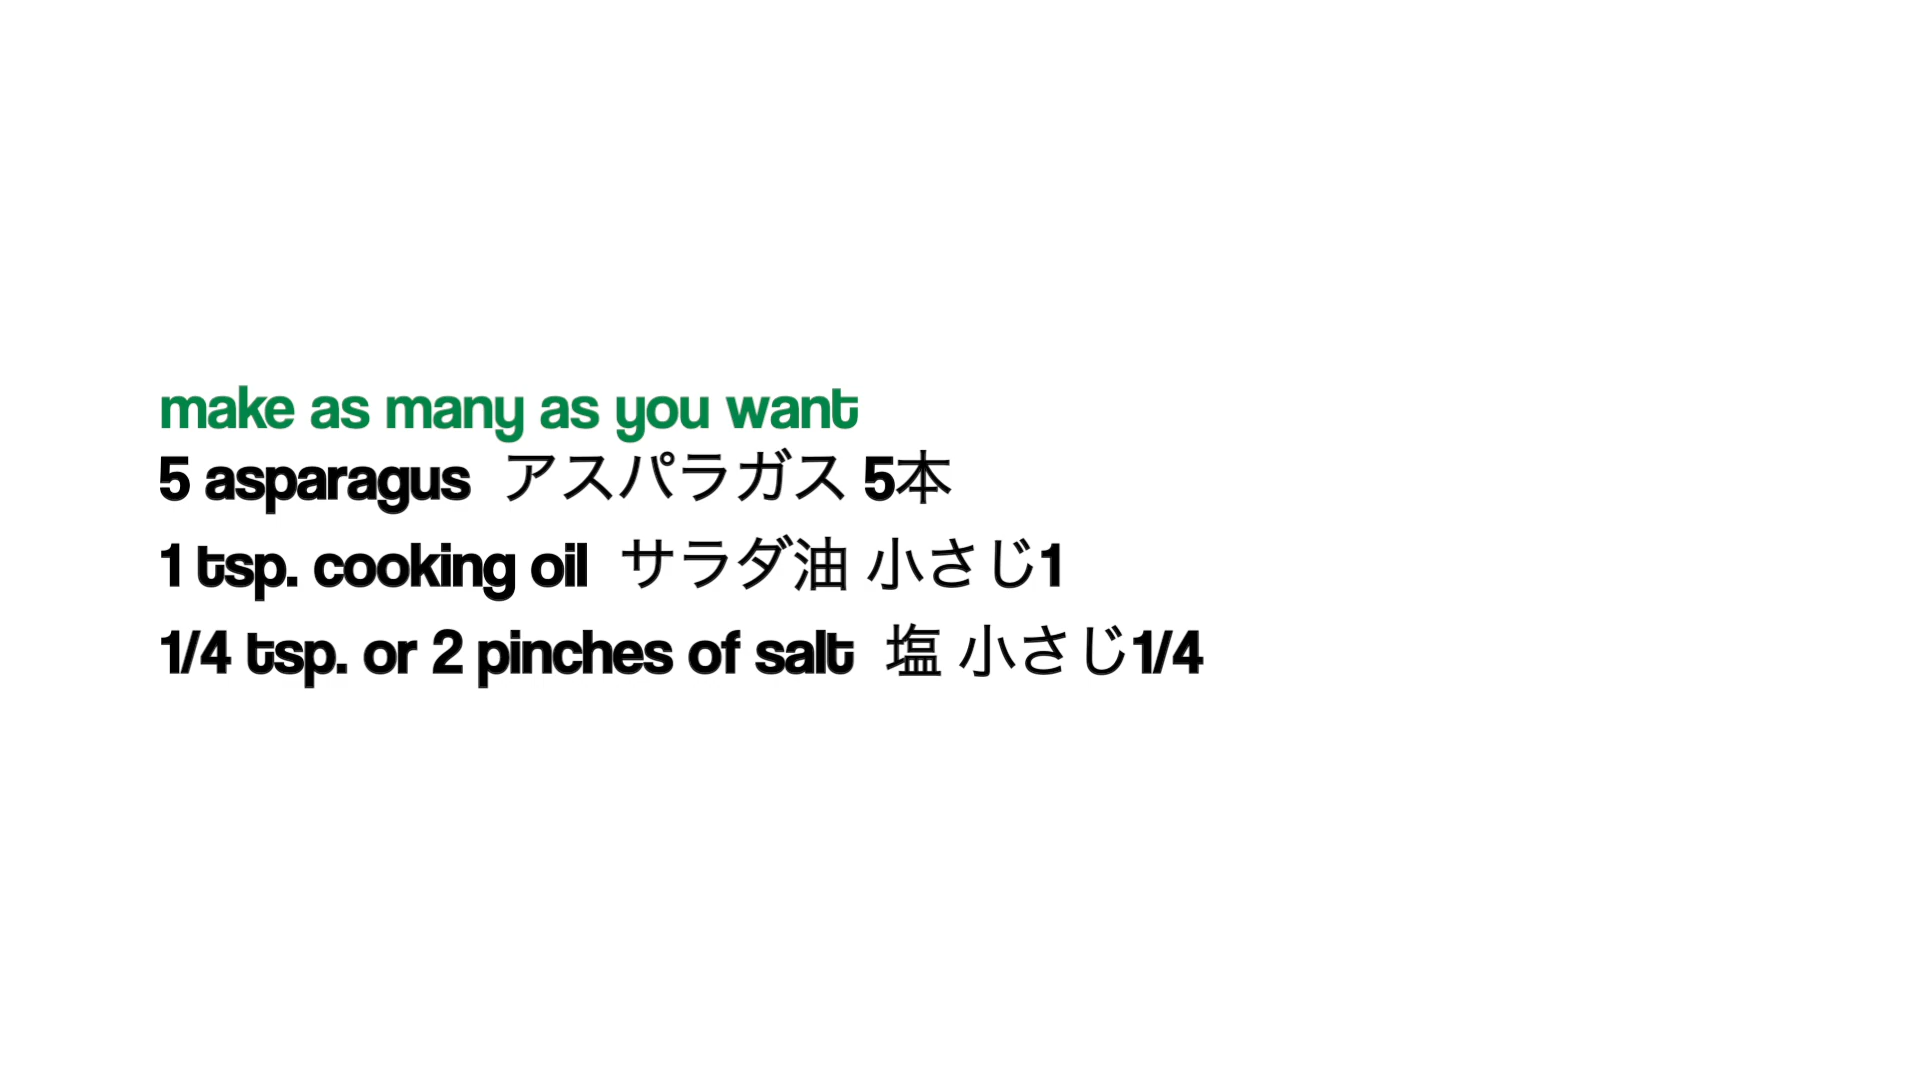 make as many as you want
5 asparagus アスパラガス 5本
1 tsp. cooking oil サラダ油 小さじ1
1/4 tsp. or 2 pinches of salt 塩 小さじ1/4